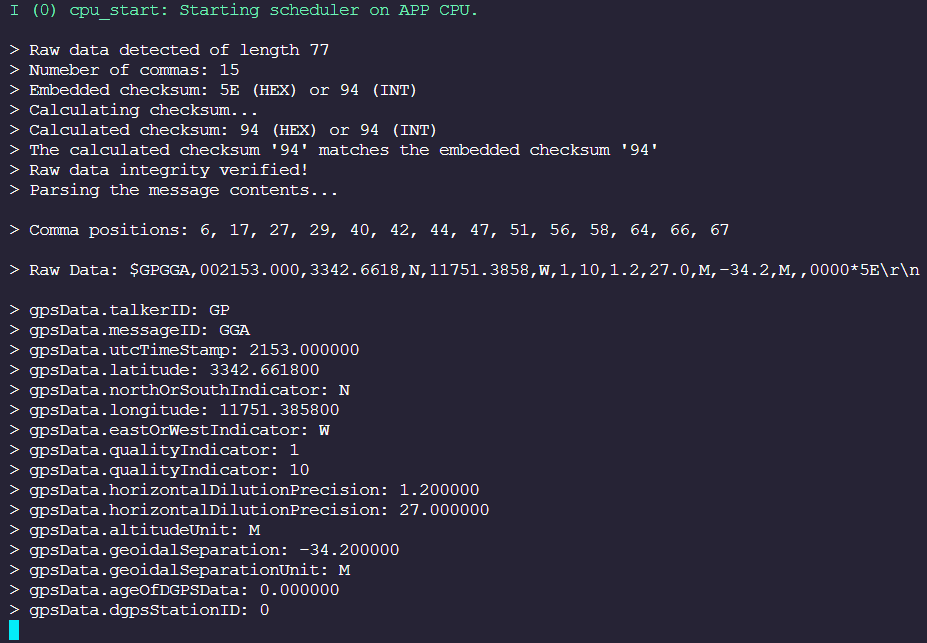 I (0) cpu_start: Starting scheduler on APP CPU.
> Raw data detected of length 77
> Numeber of commas: 15
> Embedded checksum: 5E (HEX) or 94 (INT)
> Calculating checksum...
> Calculated checksum: 94 (HEX) or 94 (INT)
> The calculated checksum '94' matches the embedded checksum '94'
> Raw data integrity verified!
> Parsing the message contents...
> Comma positions: 6, 17, 27, 29, 40, 42, 44, 47, 51, 56, 58, 64, 66, 67
> Raw Data: $GPGGA,002153.000,3342.6618,N,11751.3858,W,1,10,1.2,27.0,M,-34.2,M,,0000*5E\r\n
> gpsData.talkerID: GP
> gpsData.messageID: GGA
> gpsData.utcTimeStamp: 2153.000000
> gpsData.latitude: 3342.661800
> gpsData.northOrSouthIndicator: N
> gpsData.longitude: 11751.385800
> gpsData.eastOrWestIndicator: W
> gpsData.qualityIndicator: 1
> gpsData.qualityIndicator: 10
> gpsData.horizontalDilutionPrecision: 1.200000
> gpsData.horizontalDilutionPrecision: 27.000000
> gpsData.altitudeUnit: M
> gpsData.geoidalSeparation: -34.200000
> gpsData.geoidalSeparationUnit: M
> gpsData.ageOfDGPSData: 0.000000
> gpsData.dgpsStationID: 0